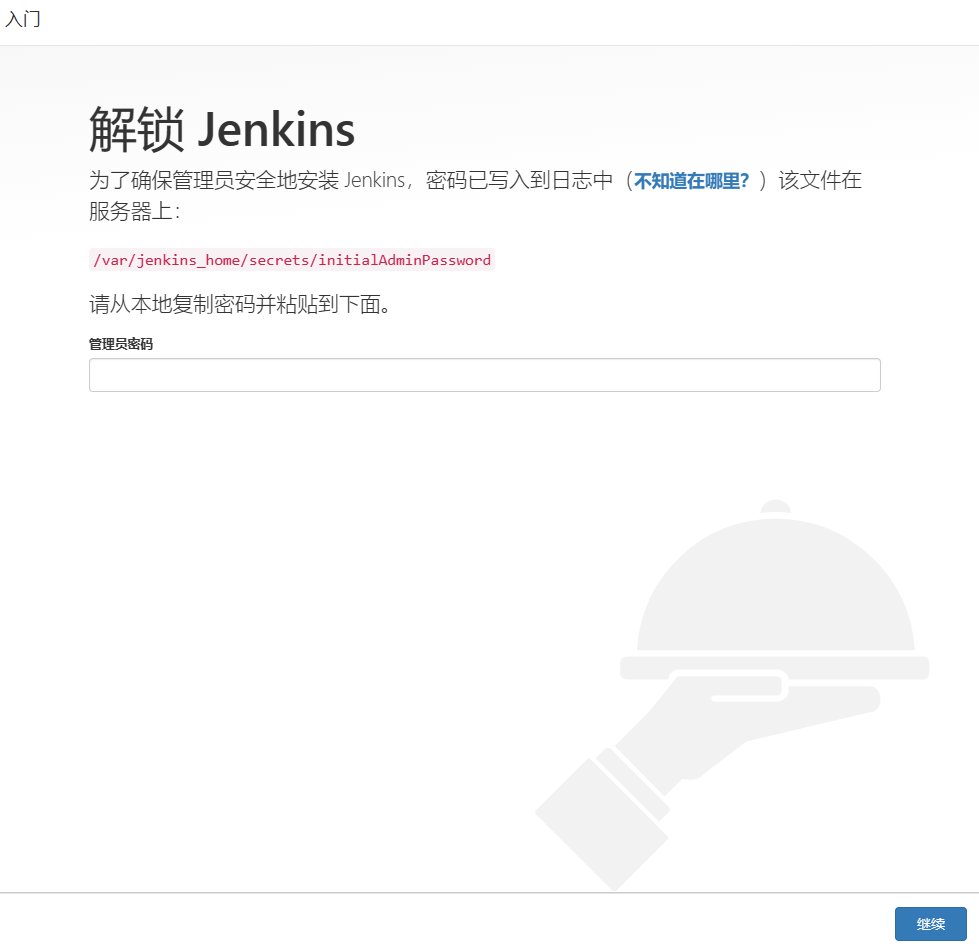 入门
解锁 Jenkins
为了确保管理员安全地安装 Jenkins，密码已写入到日志中（不知道在哪里？）该文件在
服务器上：
/var/jenkins_home/secrets/initialAdminPassword
请从本地复制密码并粘贴到下面。
管理员密码
继续